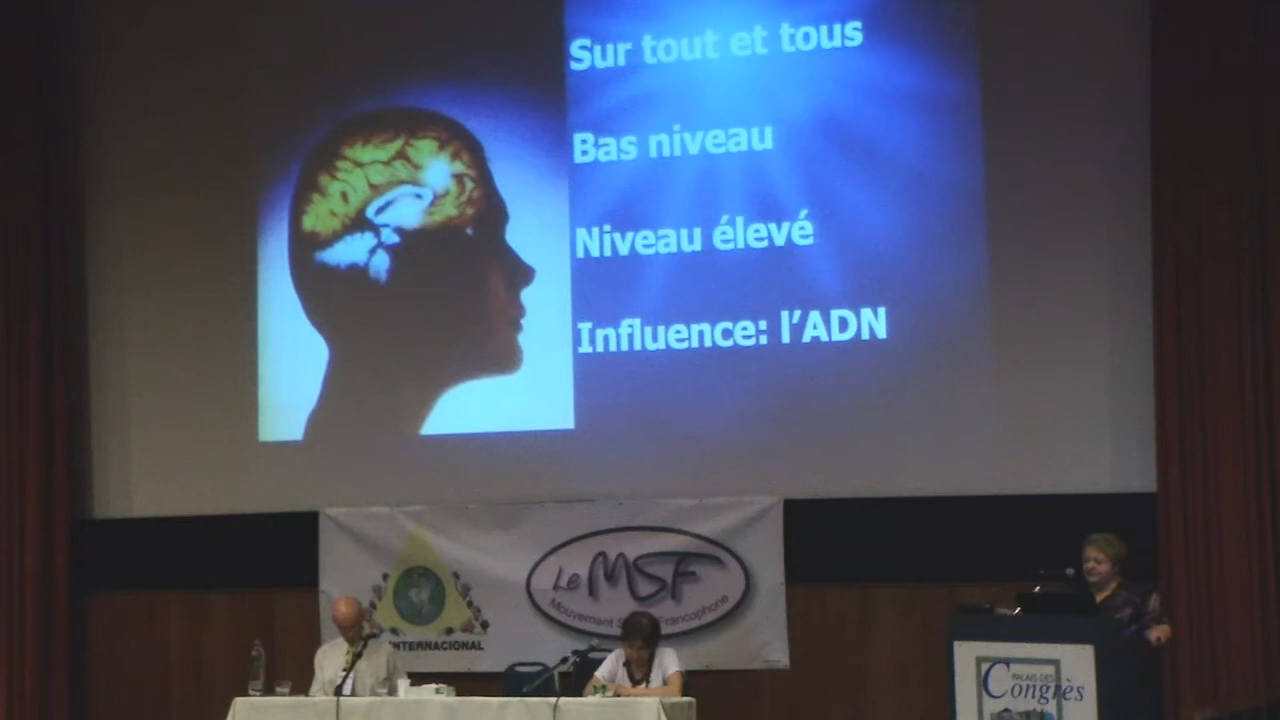 Sur tout et tous
Bas niveau
Niveau élevé
Influence: l'ADN
INTERNACIONAL
Le MSF
Mouvement S Francophone
PALAIS DES
Congrès